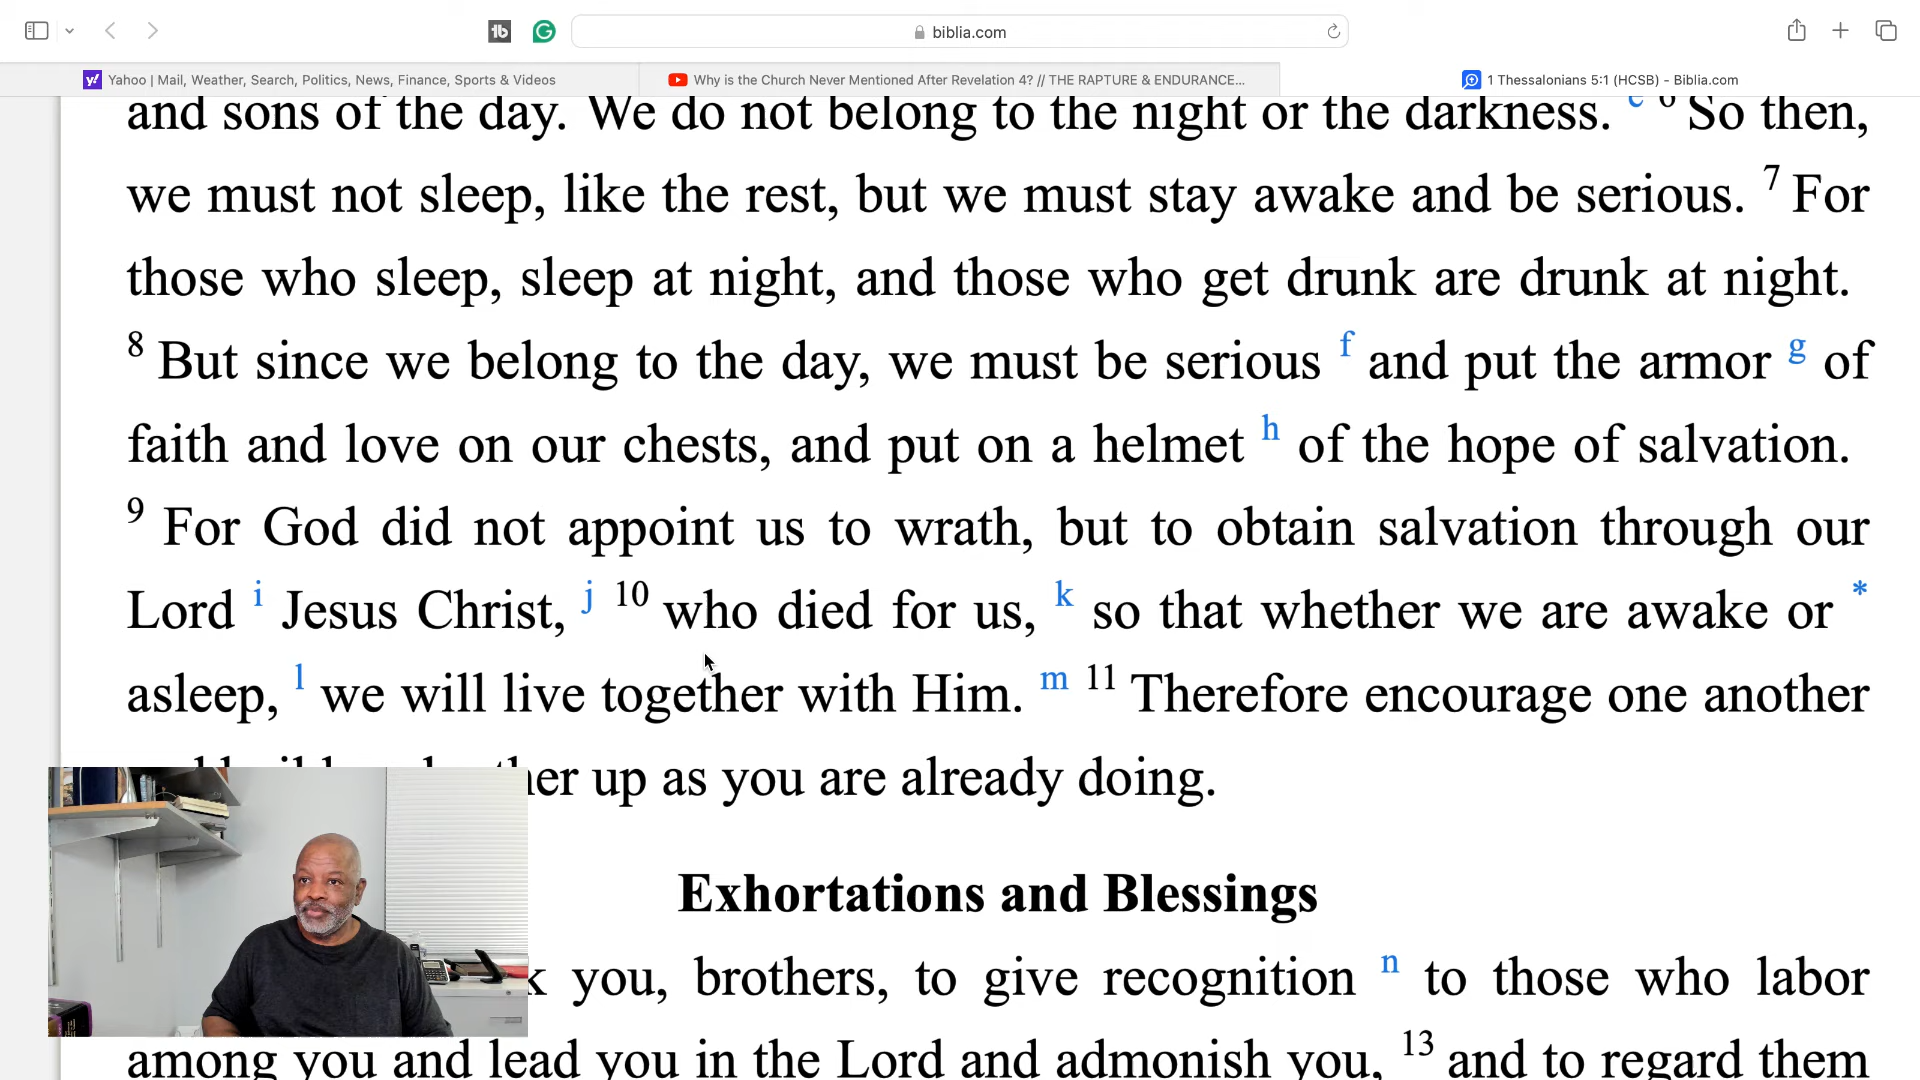 biblia.com
Yahoo | Mail, Weather, Search, Politics, News, Finance, Sports & Videos
Why is the Church Never Mentioned After Revelation 4? // THE RAPTURE & ENDURANCE...
1 Thessalonians 5:1 (HCSB) - Biblia.com
and sons of the day. We do not belong to the night or the darkness. e 6 So then,
we must not sleep, like the rest, but we must stay awake and be serious. 7 For
those who sleep, sleep at night, and those who get drunk are drunk at night.
8 But since we belong to the day, we must be serious f and put the armor g of
faith and love on our chests, and put on a helmet h of the hope of salvation.
9 For God did not appoint us to wrath, but to obtain salvation through our
Lord i Jesus Christ, j 10 who died for us, k so that whether we are awake or *
asleep, l we will live together with Him. m 11 Therefore encourage one another
her up as you are already doing.
Exhortations and Blessings
k you, brothers, to give recognition n to those who labor
among you and lead you in the Lord and admonish you, 13 and to regard them